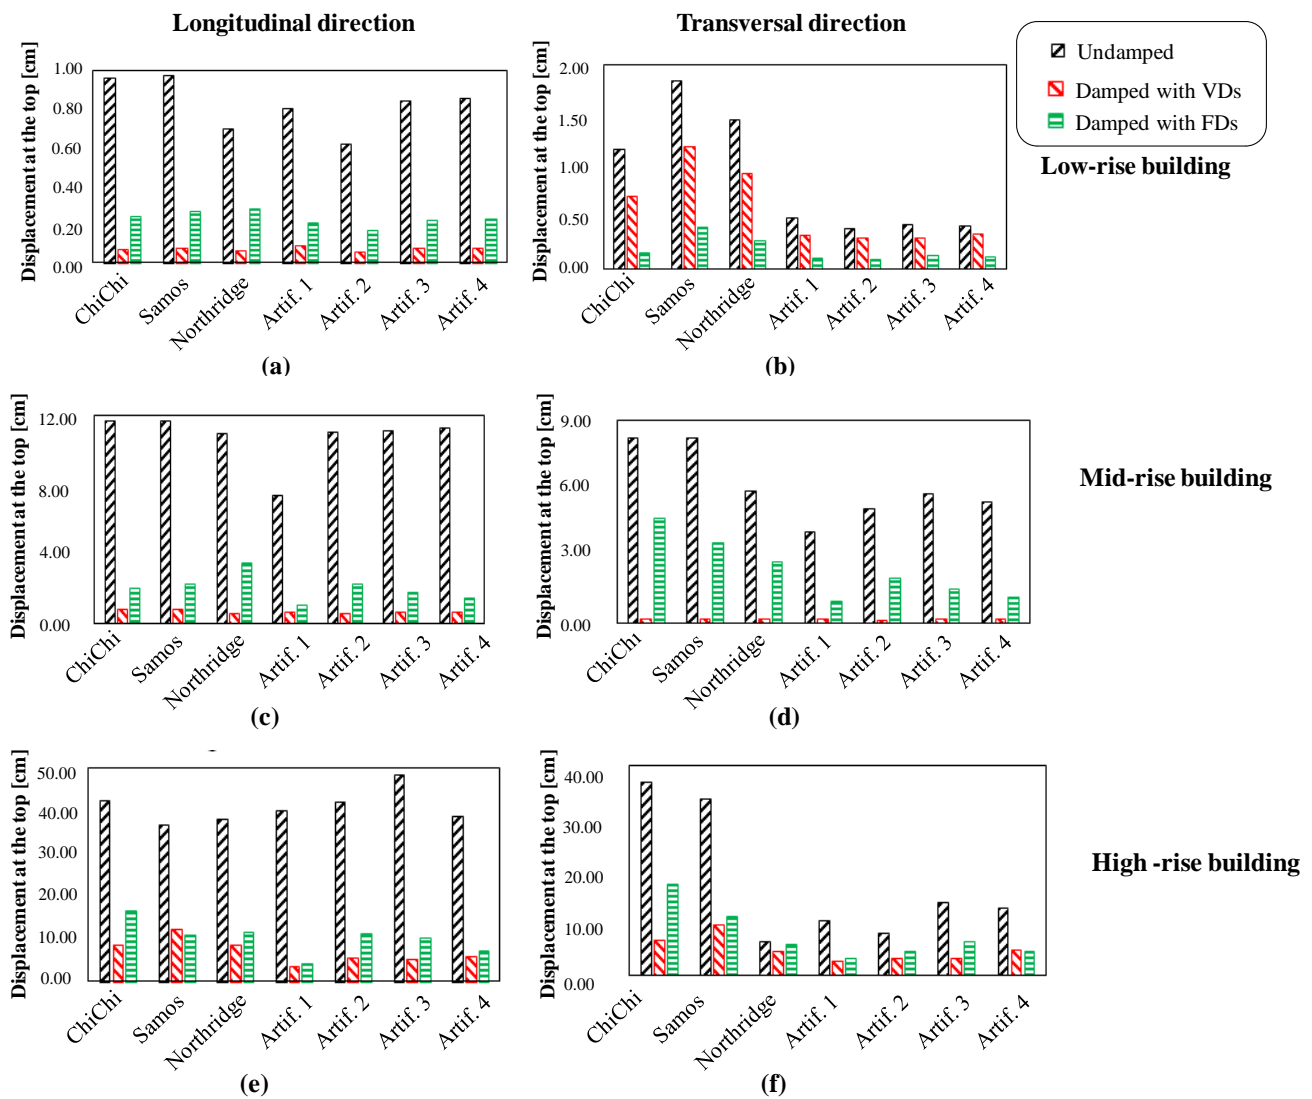 Longitudinal direction
Transversal direction
Undamped
Damped with VDs
Damped with FDs
Low-rise building
Displacement at the top [cm]
1.00
0.80
0.60
0.40
0.20
0.00
ChiChi
Samos
Northridge
Artif. 1
Artif. 2
Artif. 3
Artif. 4
(a)
Displacement at the top [cm]
2.00
1.50
1.00
0.50
0.00
ChiChi
Samos
Northridge
Artif. 1
Artif. 2
Artif. 3
Artif. 4
(b)
Displacement at the top [cm]
12.00
8.00
4.00
0.00
ChiChi
Samos
Northridge
Artif. 1
Artif. 2
Artif. 3
Artif. 4
(c)
Displacement at the top [cm]
9.00
6.00
3.00
0.00
ChiChi
Samos
Northridge
Artif. 1
Artif. 2
Artif. 3
Artif. 4
(d)
Mid-rise building
Displacement at the top [cm]
50.00
40.00
30.00
20.00
10.00
0.00
ChiChi
Samos
Northridge
Artif. 1
Artif. 2
Artif. 3
Artif. 4
(e)
Displacement at the top [cm]
40.00
30.00
20.00
10.00
0.00
ChiChi
Samos
Northridge
Artif. 1
Artif. 2
Artif. 3
Artif. 4
(f)
High -rise building